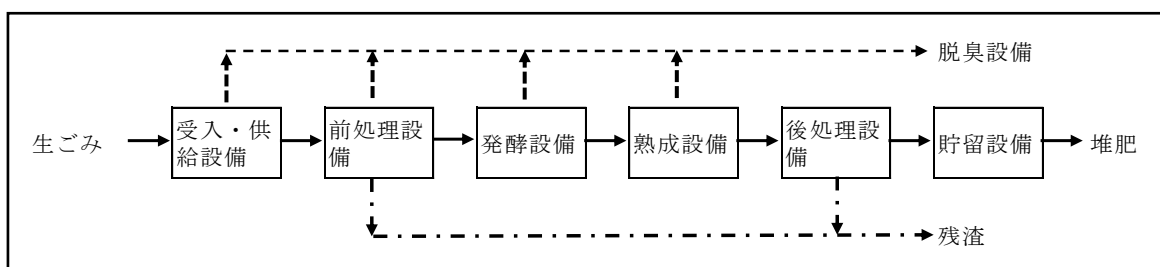 脱臭設備
生ごみ
受入・供
給設備
前処理設
備
発酵設備
熟成設備
後処理設
備
貯留設備
堆肥
残渣